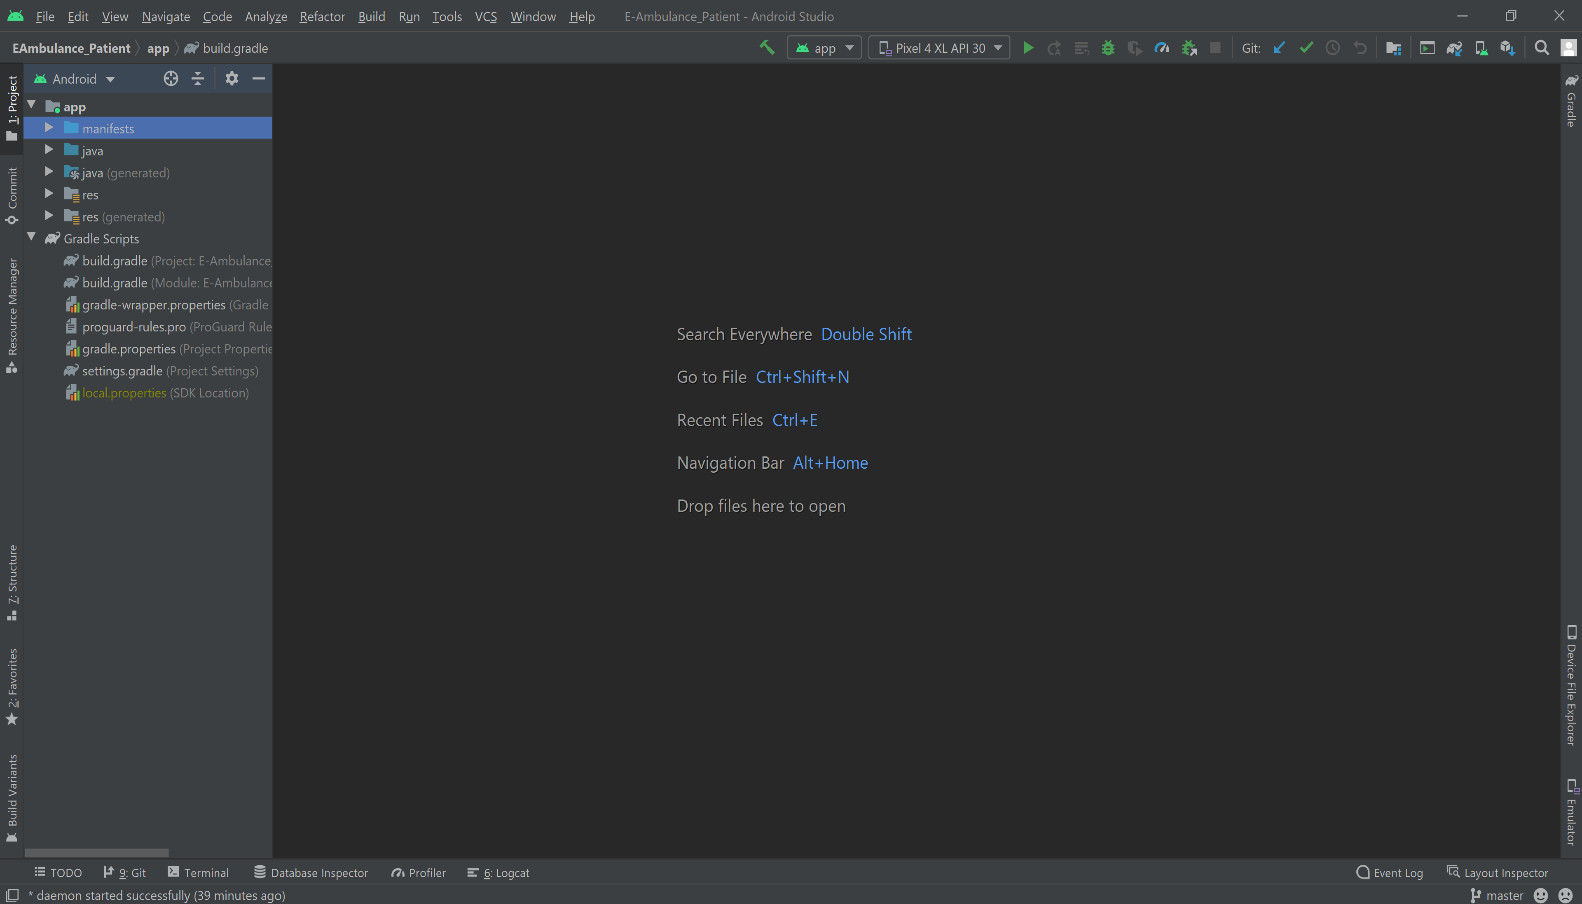 File Edit View Navigate Code Analyze Refactor Build Run Tools VCS Window Help E-Ambulance_Patient - Android Studio
EAmbulance_Patient app build.gradle app Pixel 4 XL API 30 Git:
Android
app
manifests
java
java (generated)
res
res (generated)
Gradle Scripts
build.gradle (Project: E-Ambulance_
build.gradle (Module: E-Ambulance
gradle-wrapper.properties (Gradle
proguard-rules.pro (ProGuard Rule
gradle.properties (Project Propertie
settings.gradle (Project Settings)
local.properties (SDK Location)
1: Project
Commit
Resource Manager
7: Structure
2: Favorites
Build Variants
Search Everywhere Double Shift
Go to File Ctrl+Shift+N
Recent Files Ctrl+E
Navigation Bar Alt+Home
Drop files here to open
Gradle
Device File Explorer
Emulator
TODO 9: Git Terminal Database Inspector Profiler 6: Logcat Event Log Layout Inspector
* daemon started successfully (39 minutes ago) master